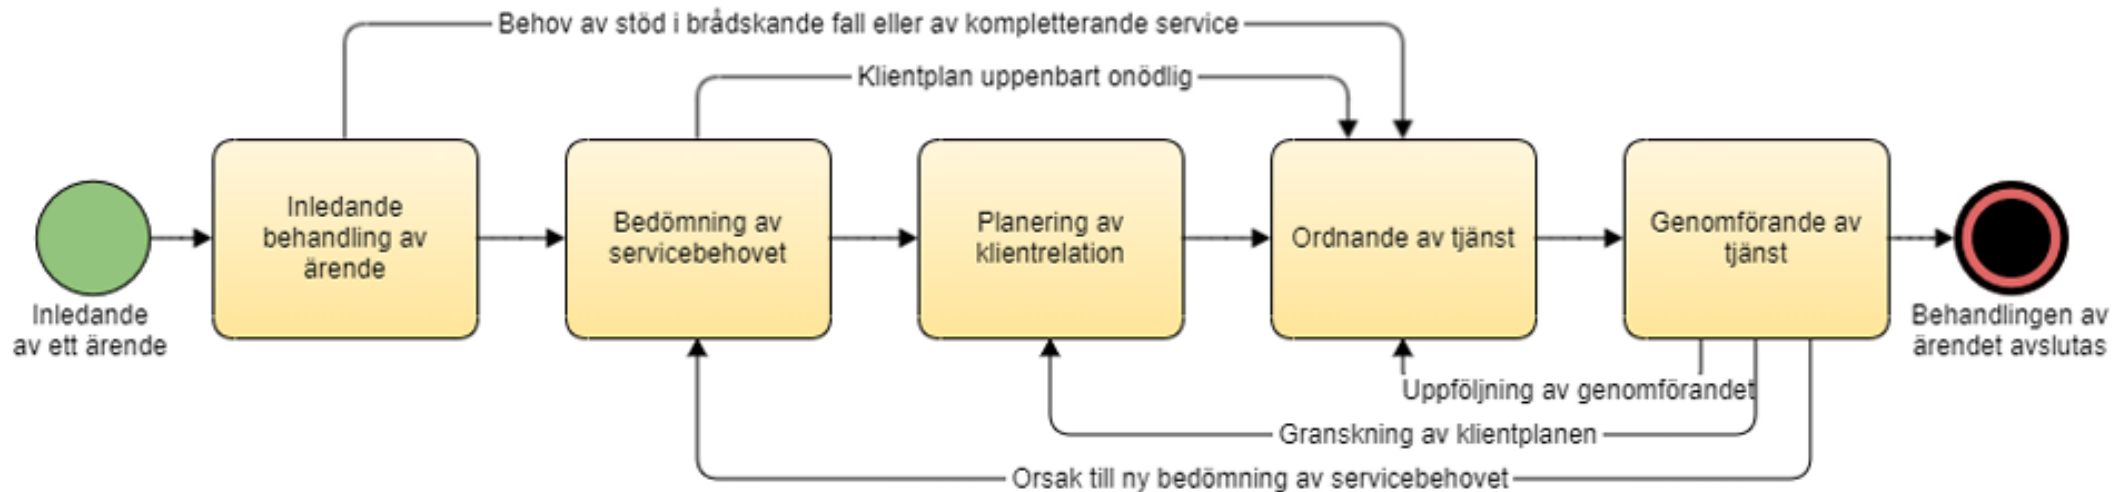 Behov av stöd i brådskande fall eller av kompletterande service
Klientplan uppenbart onödlig
Inledande
av ett ärende
Inledande
behandling av
ärende
Bedömning av
servicebehovet
Planering av
klientrelation
Ordnande av tjänst
Genomförande av
tjänst
Behandlingen av
ärendet avslutas
Uppföljning av genomförandet
Granskning av klientplanen
Orsak till ny bedömning av servicebehovet